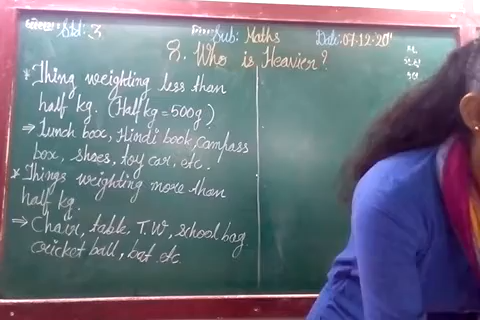 Std: 3
Sub: Maths
Date: 07-12-20
8. Who is Heavier?
* Thing weighting less than
half kg. (Half kg = 500g)
⇒ Lunch box, Hindi book, compass
box, shoes, toy car, etc.
* Things weighting more than
half kg.
⇒ Chair, table, T.W, school bag
cricket ball, bat etc.